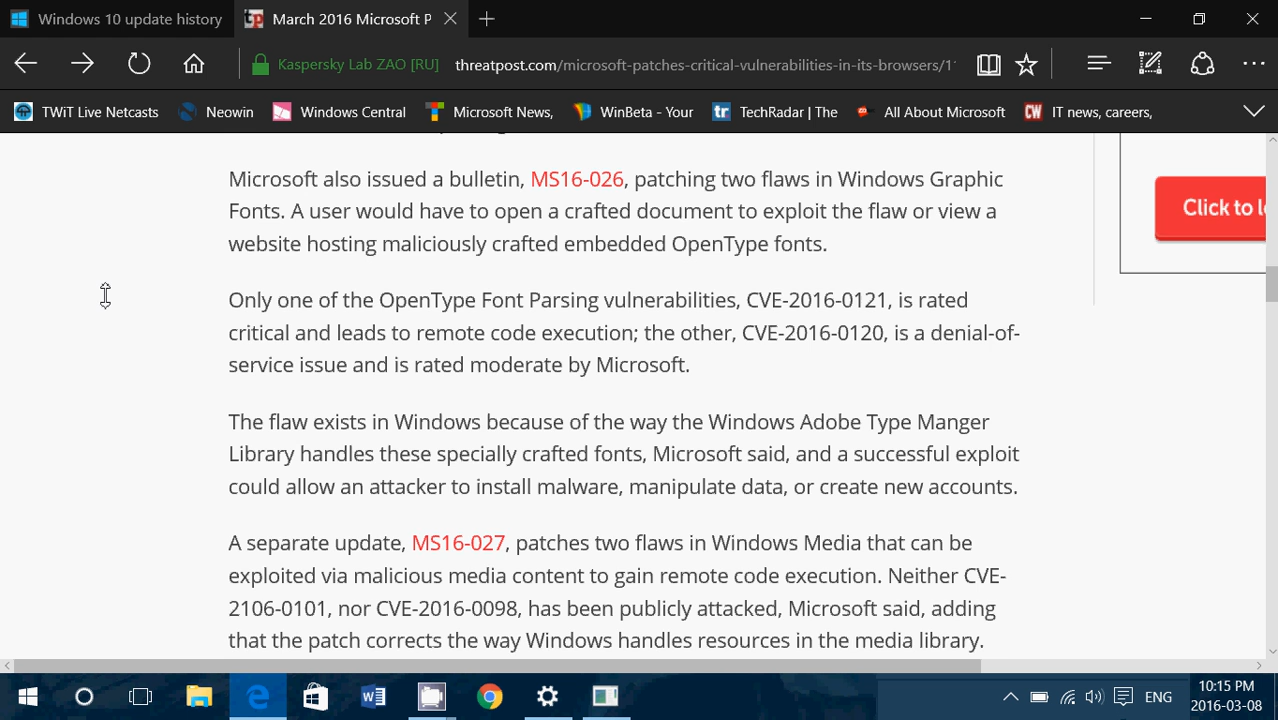 Windows 10 update history
March 2016 Microsoft P
Kaspersky Lab ZAO [RU]
threatpost.com/microsoft-patches-critical-vulnerabilities-in-its-browsers/1
TWiT Live Netcasts
Neowin
Windows Central
Microsoft News,
WinBeta - Your
tr TechRadar | The
All About Microsoft
CW IT news, careers,
Microsoft also issued a bulletin, MS16-026, patching two flaws in Windows Graphic
Fonts. A user would have to open a crafted document to exploit the flaw or view a
website hosting maliciously crafted embedded OpenType fonts.
Click to l
Only one of the OpenType Font Parsing vulnerabilities, CVE-2016-0121, is rated
critical and leads to remote code execution; the other, CVE-2016-0120, is a denial-of-
service issue and is rated moderate by Microsoft.
The flaw exists in Windows because of the way the Windows Adobe Type Manger
Library handles these specially crafted fonts, Microsoft said, and a successful exploit
could allow an attacker to install malware, manipulate data, or create new accounts.
A separate update, MS16-027, patches two flaws in Windows Media that can be
exploited via malicious media content to gain remote code execution. Neither CVE-
2106-0101, nor CVE-2016-0098, has been publicly attacked, Microsoft said, adding
that the patch corrects the way Windows handles resources in the media library.
ENG
10:15 PM
2016-03-08